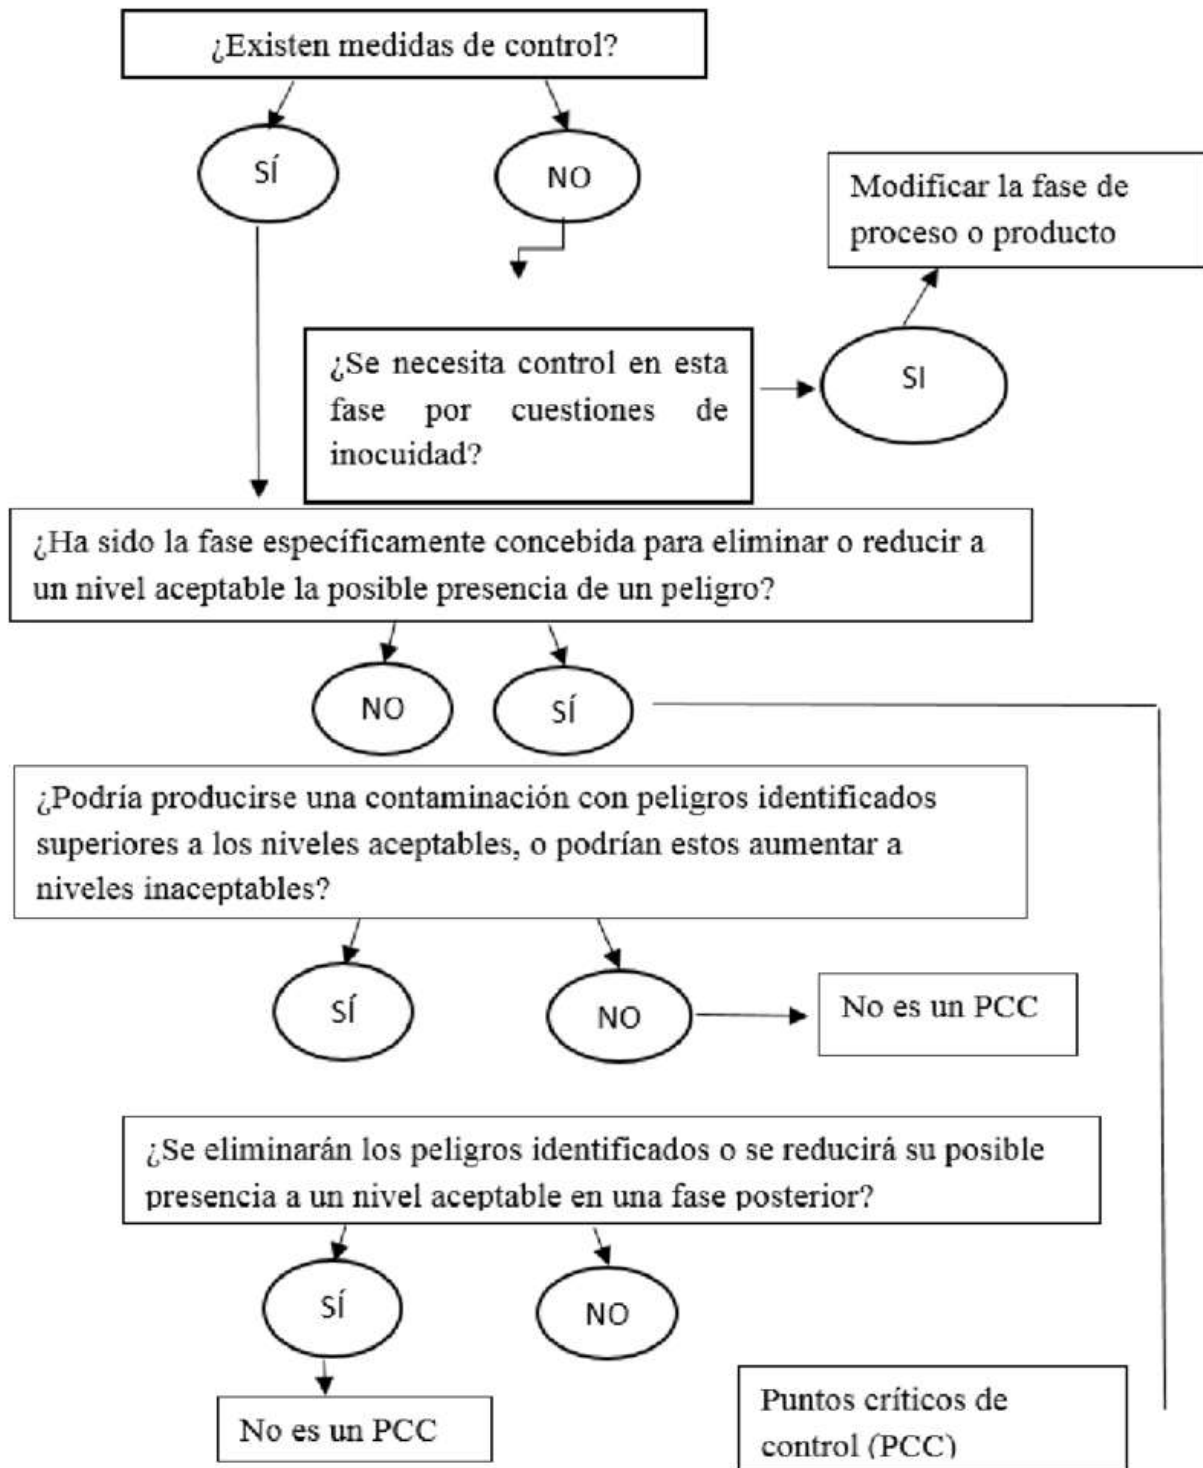 ¿Existen medidas de control?
SÍ
NO
Modificar la fase de
proceso o producto
¿Se necesita control en esta
fase por cuestiones de
inocuidad?
SI
¿Ha sido la fase específicamente concebida para eliminar o reducir a
un nivel aceptable la posible presencia de un peligro?
NO
SÍ
¿Podría producirse una contaminación con peligros identificados
superiores a los niveles aceptables, o podrían estos aumentar a
niveles inaceptables?
SÍ
NO
No es un PCC
¿Se eliminarán los peligros identificados o se reducirá su posible
presencia a un nivel aceptable en una fase posterior?
SÍ
NO
No es un PCC
Puntos críticos de
control (PCC)